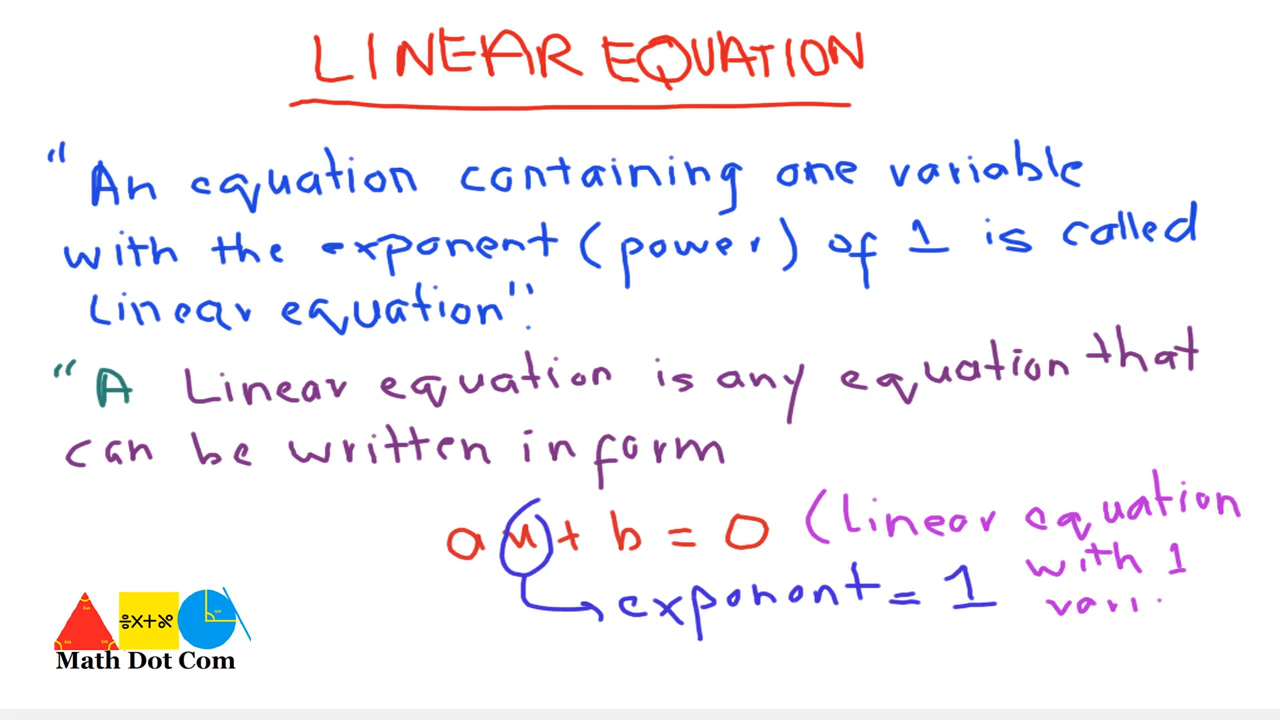 LINEAR EQUATION
"An equation containing one variable
with the exponent (power) of 1 is called
Linear equation".
"A Linear equation is any equation that
can be written in form
ax + b = 0 (linear equation
with 1
vari
exponent = 1
÷×+
Math Dot Com